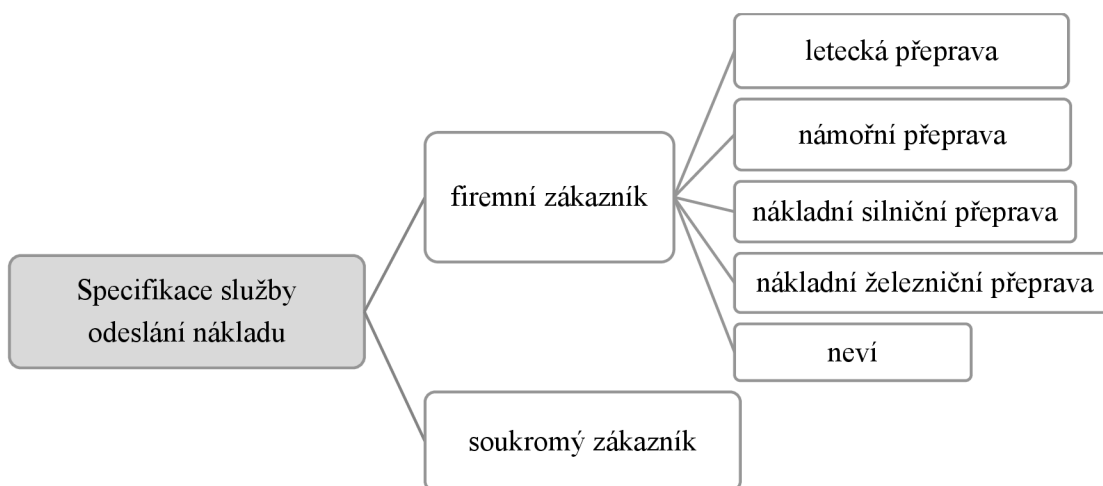 Specifikace služby
odeslání nákladu
firemní zákazník
letecká přeprava
námořní přeprava
nákladní silniční přeprava
nákladní železniční přeprava
neví
soukromý zákazník